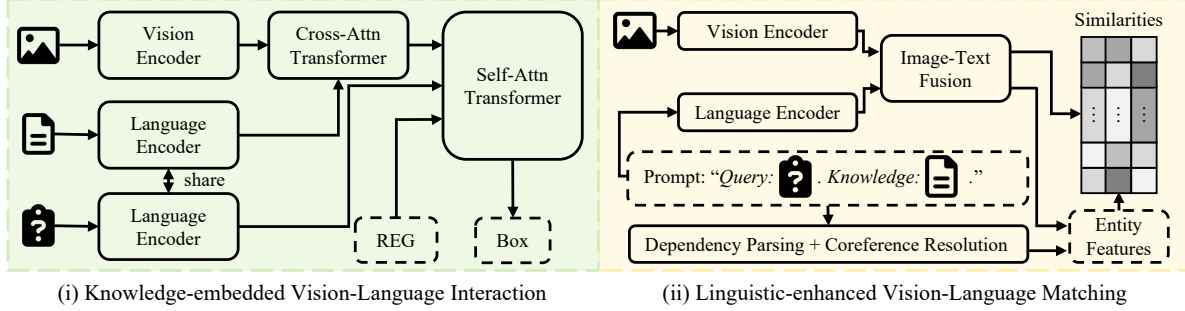 Vision
Encoder
Cross-Attn
Transformer
Self-Attn
Transformer
Language
Encoder
share
Language
Encoder
REG
Box
(i) Knowledge-embedded Vision-Language Interaction
Vision Encoder
Image-Text
Fusion
Similarities
Language Encoder
Prompt: “Query: ? . Knowledge: .”
Dependency Parsing + Coreference Resolution
Entity
Features
(ii) Linguistic-enhanced Vision-Language Matching